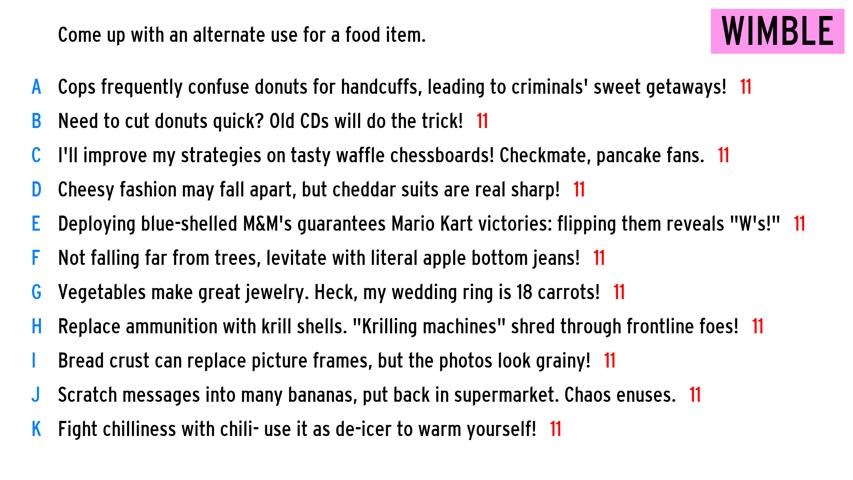 Come up with an alternate use for a food item.
WIMBLE
A Cops frequently confuse donuts for handcuffs, leading to criminals' sweet getaways! 11
B Need to cut donuts quick? Old CDs will do the trick! 11
C I'll improve my strategies on tasty waffle chessboards! Checkmate, pancake fans. 11
D Cheesy fashion may fall apart, but cheddar suits are real sharp! 11
E Deploying blue-shelled M&M's guarantees Mario Kart victories: flipping them reveals "W's!" 11
F Not falling far from trees, levitate with literal apple bottom jeans! 11
G Vegetables make great jewelry. Heck, my wedding ring is 18 carrots! 11
H Replace ammunition with krill shells. "Krilling machines" shred through frontline foes! 11
I Bread crust can replace picture frames, but the photos look grainy! 11
J Scratch messages into many bananas, put back in supermarket. Chaos enuses. 11
K Fight chilliness with chili- use it as de-icer to warm yourself! 11